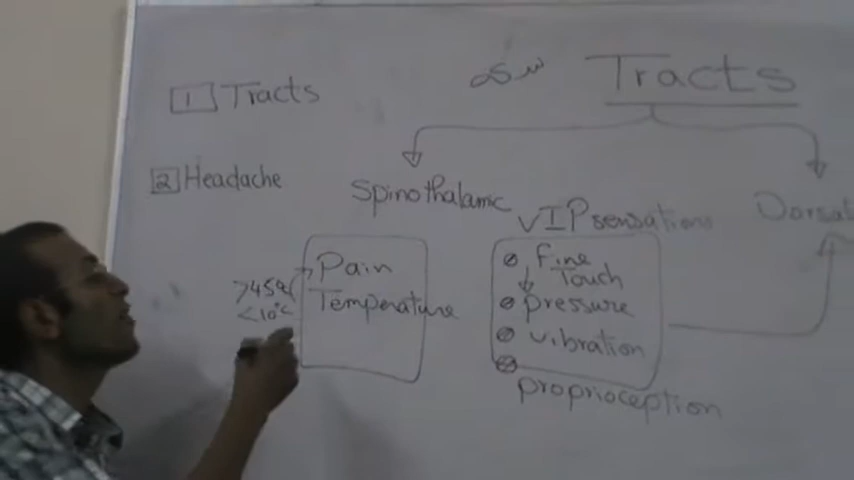 1 Tracts
2 Headache
Tracts
Spinothalamic
Dorsal
VIP sensations
Pain
Temperature
>45°C
<10°C
Fine
Touch
pressure
vibration
proprioception